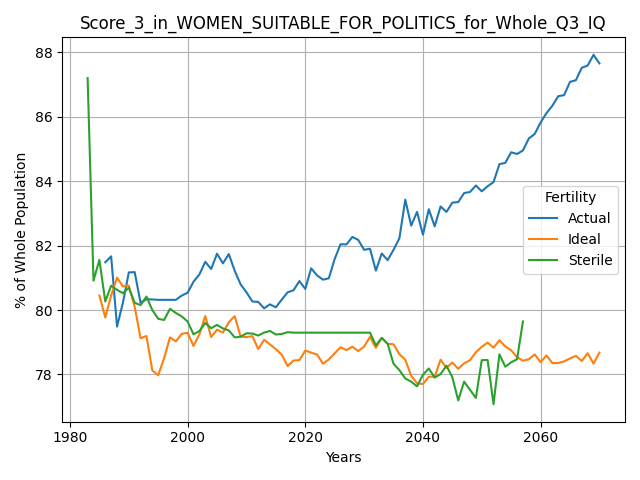 Score_3_in_WOMEN_SUITABLE_FOR_POLITICS_for_Whole_Q3_IQ
% of Whole Population
88
86
84
82
80
78
Fertility
Actual
Ideal
Sterile
1980
2000
2020
2040
2060
Years